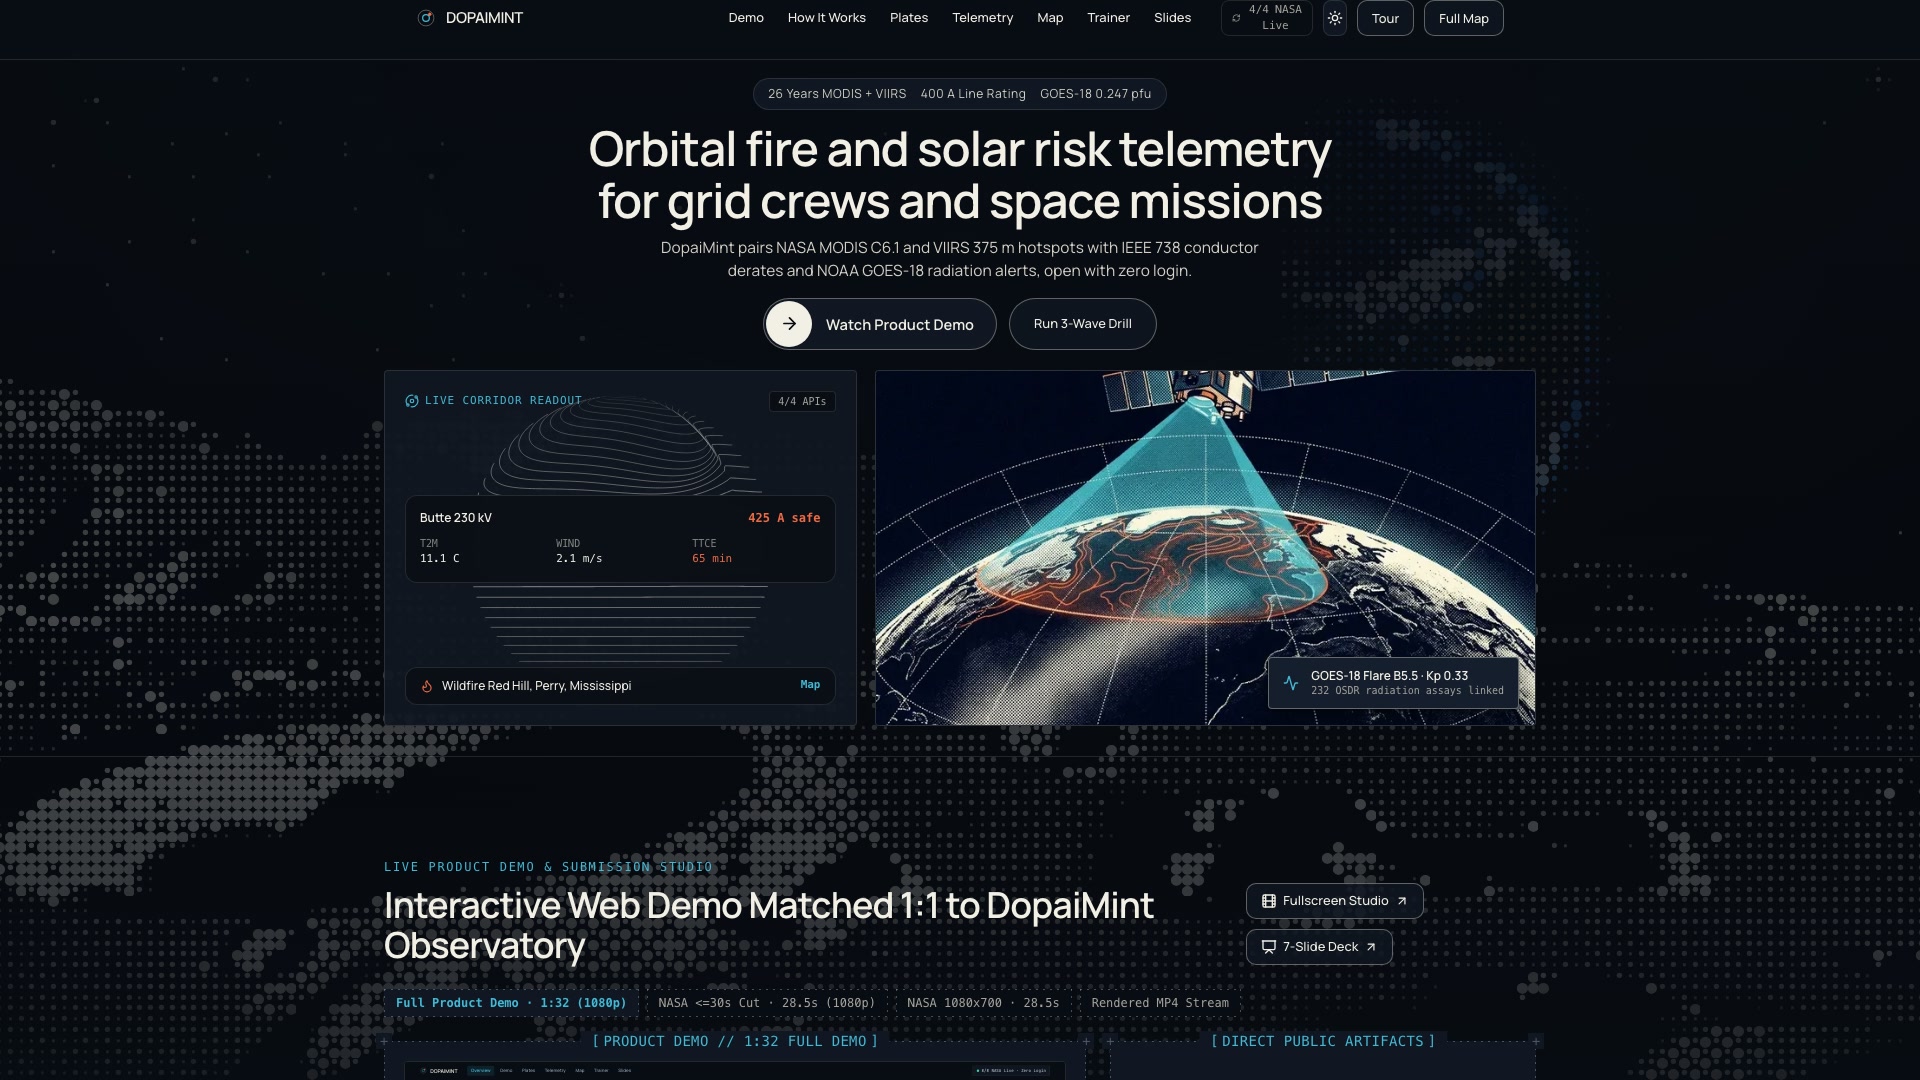 DOPAIMINT
Demo How It Works Plates Telemetry Map Trainer Slides
4/4 NASA
Live
Tour
Full Map
26 Years MODIS + VIIRS 400 A Line Rating GOES-18 0.247 pfu
Orbital fire and solar risk telemetry
for grid crews and space missions
DopaiMint pairs NASA MODIS C6.1 and VIIRS 375 m hotspots with IEEE 738 conductor
derates and NOAA GOES-18 radiation alerts, open with zero login.
Watch Product Demo
Run 3-Wave Drill
LIVE CORRIDOR READOUT
4/4 APIs
Butte 230 kV
425 A safe
T2M WIND TTCE
11.1 C 2.1 m/s 65 min
Wildfire Red Hill, Perry, Mississippi
Map
GOES-18 Flare B5.5 · Kp 0.33
232 OSDR radiation assays linked
LIVE PRODUCT DEMO & SUBMISSION STUDIO
Interactive Web Demo Matched 1:1 to DopaiMint
Observatory
Fullscreen Studio
7-Slide Deck
Full Product Demo · 1:32 (1080p)
NASA <=30s Cut · 28.5s (1080p)
NASA 1080x700 · 28.5s
Rendered MP4 Stream
[ PRODUCT DEMO // 1:32 FULL DEMO ]
[ DIRECT PUBLIC ARTIFACTS ]
DOPAIMINT Overview Demo Plates Telemetry Map Trainer Slides